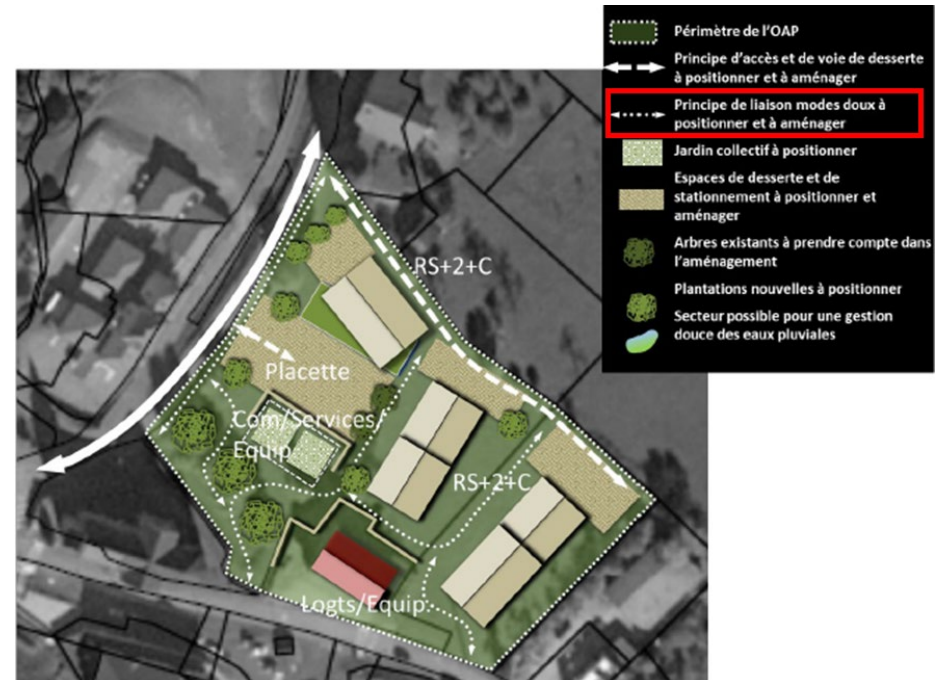 Périmètre de l'OAP
Principe d'accès et de voie de desserte
à positionner et à aménager
Principe de liaison modes doux à
positionner et à aménager
Jardin collectif à positionner
Espaces de desserte et de
stationnement à positionner et
aménager
Arbres existants à prendre compte dans
l'aménagement
Plantations nouvelles à positionner
Secteur possible pour une gestion
douce des eaux pluviales
RS+2+C
Placette
Com/Services/
Equip
RS+2+C
Logts/Equip.